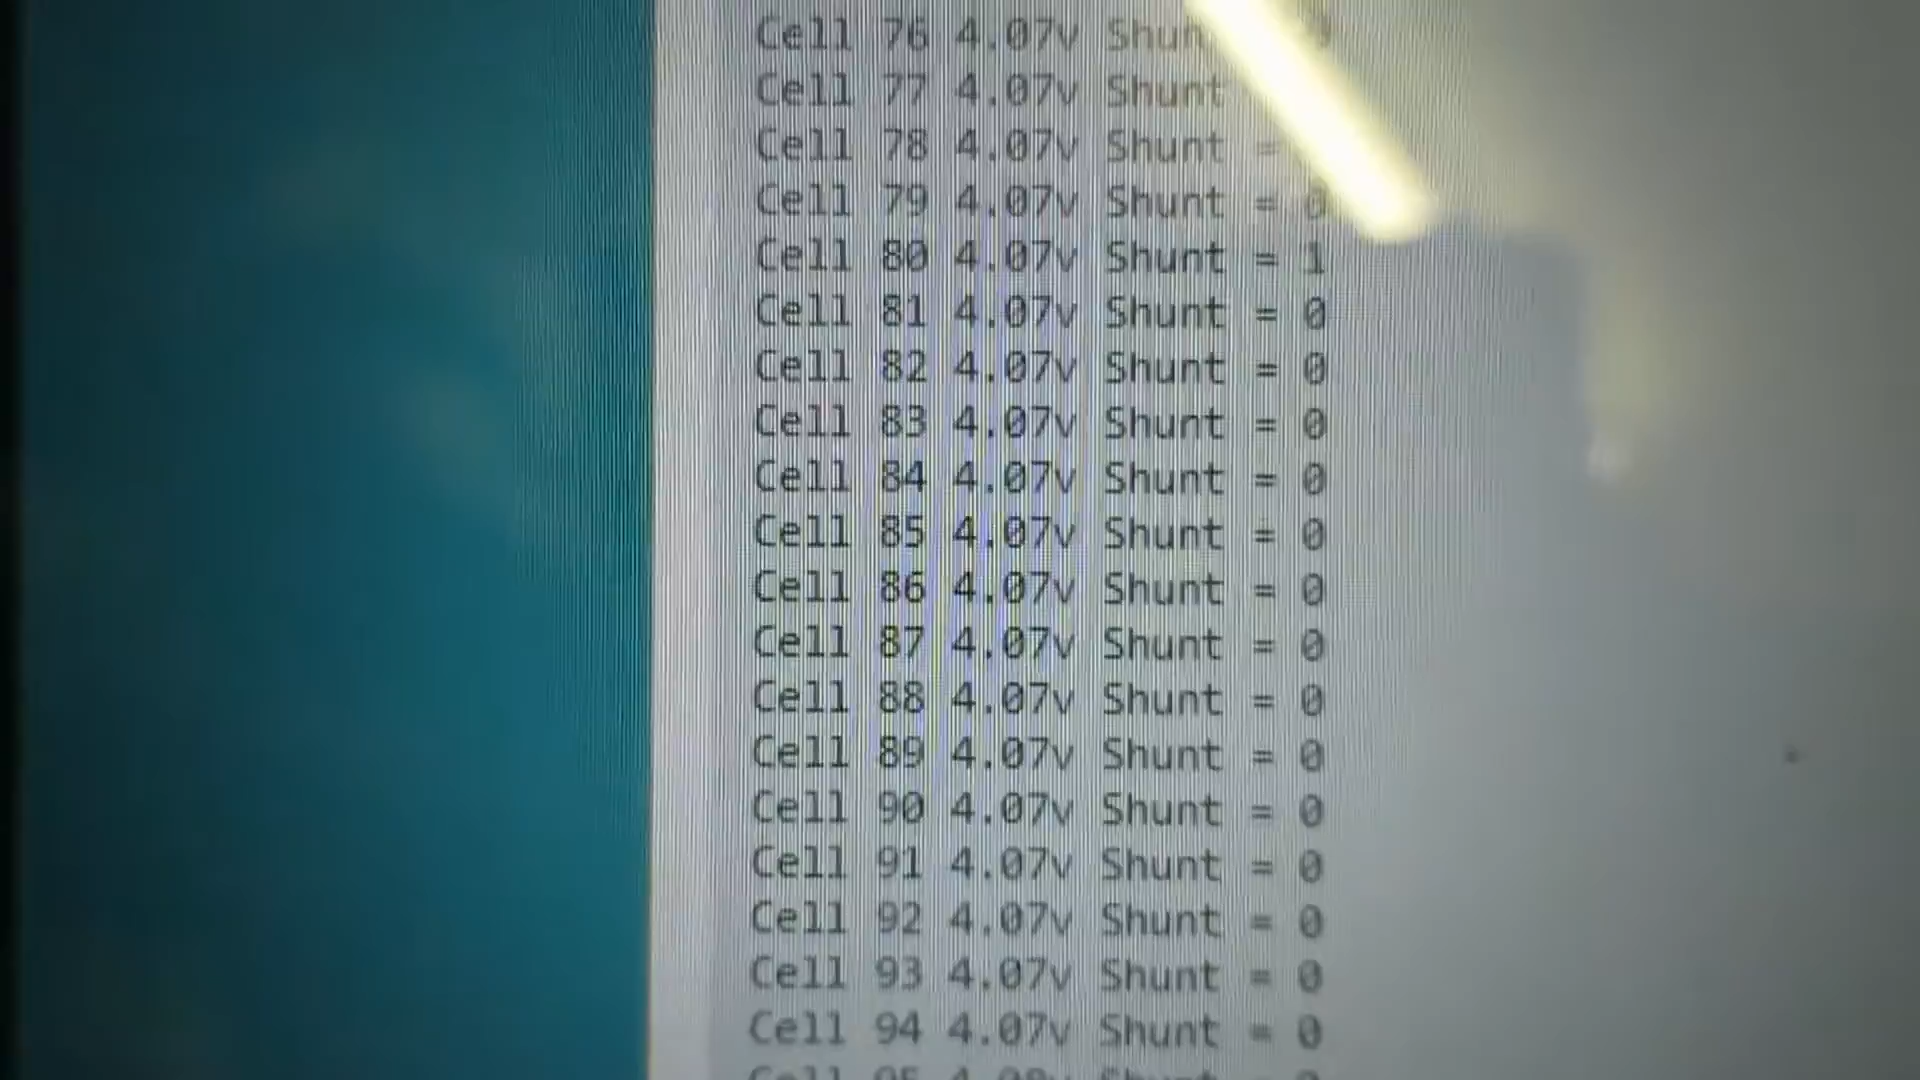 Cell 76 4.07v
Cell 77 4.07v Shunt
Cell 78 4.07v Shunt =
Cell 79 4.07v Shunt = 0
Cell 80 4.07v Shunt = 1
Cell 81 4.07v Shunt = 0
Cell 82 4.07v Shunt = 0
Cell 83 4.07v Shunt = 0
Cell 84 4.07v Shunt = 0
Cell 85 4.07v Shunt = 0
Cell 86 4.07v Shunt = 0
Cell 87 4.07v Shunt = 0
Cell 88 4.07v Shunt = 0
Cell 89 4.07v Shunt = 0
Cell 90 4.07v Shunt = 0
Cell 91 4.07v Shunt = 0
Cell 92 4.07v Shunt = 0
Cell 93 4.07v Shunt = 0
Cell 94 4.07v Shunt = 0